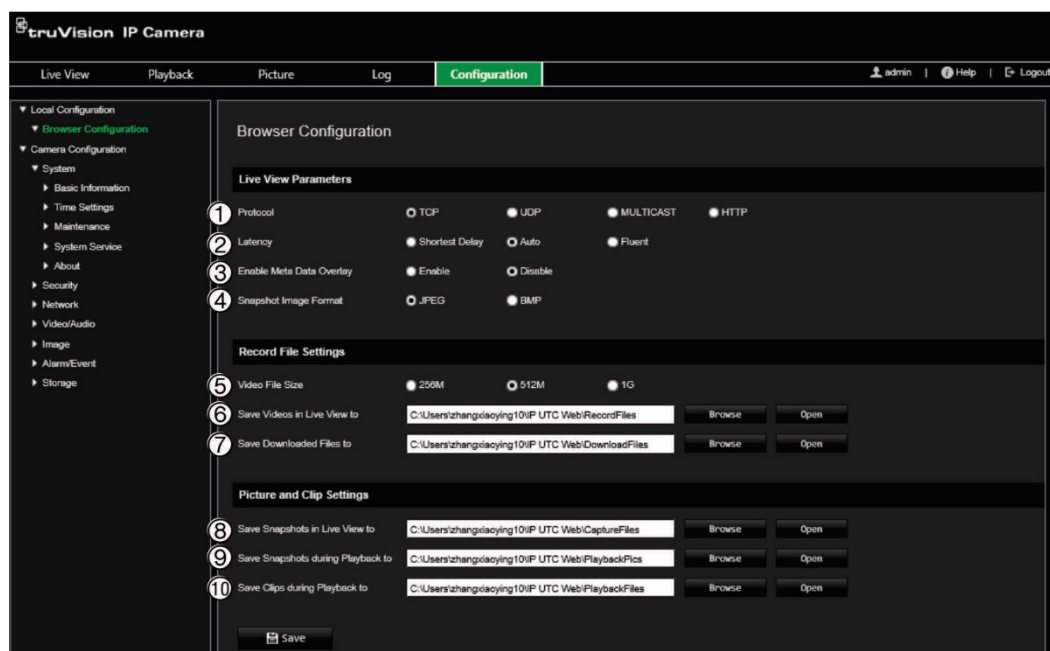 truVision IP Camera
Live View Playback Picture Log Configuration admin | Help | Logout
Local Configuration
Browser Configuration
Camera Configuration
System
Basic Information
Time Settings
Maintenance
System Service
About
Security
Network
Video/Audio
Image
Alarm/Event
Storage
Browser Configuration
Live View Parameters
1 Protocol TCP UDP MULTICAST HTTP
2 Latency Shortest Delay Auto Fluent
3 Enable Meta Data Overlay Enable Disable
4 Snapshot Image Format JPEG BMP
Record File Settings
5 Video File Size 256M 512M 1G
6 Save Videos in Live View to C:\Users\zhangxiaoying10\IP UTC Web\RecordFiles Browse Open
7 Save Downloaded Files to C:\Users\zhangxiaoying10\IP UTC Web\DownloadFiles Browse Open
Picture and Clip Settings
8 Save Snapshots in Live View to C:\Users\zhangxiaoying10\IP UTC Web\CaptureFiles Browse Open
9 Save Snapshots during Playback to C:\Users\zhangxiaoying10\IP UTC Web\PlaybackPics Browse Open
10 Save Clips during Playback to C:\Users\zhangxiaoying10\IP UTC Web\PlaybackFiles Browse Open
Save